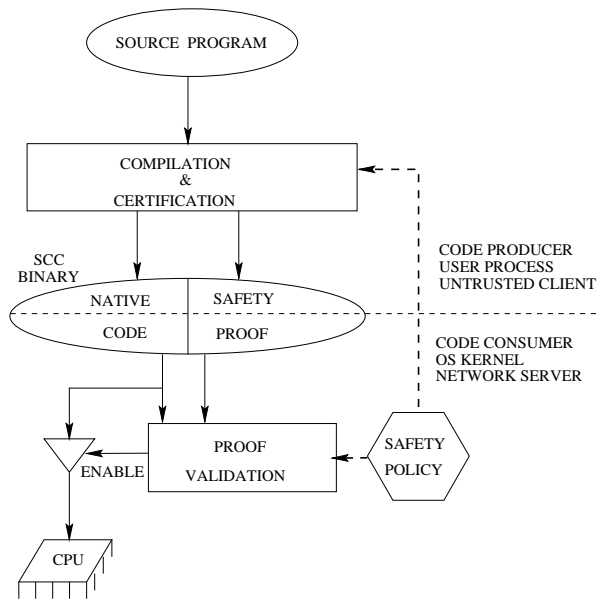 SOURCE PROGRAM
COMPILATION
&
CERTIFICATION
SCC
BINARY
CODE PRODUCER
USER PROCESS
UNTRUSTED CLIENT
NATIVE
SAFETY
CODE
PROOF
CODE CONSUMER
OS KERNEL
NETWORK SERVER
PROOF
VALIDATION
SAFETY
POLICY
ENABLE
CPU